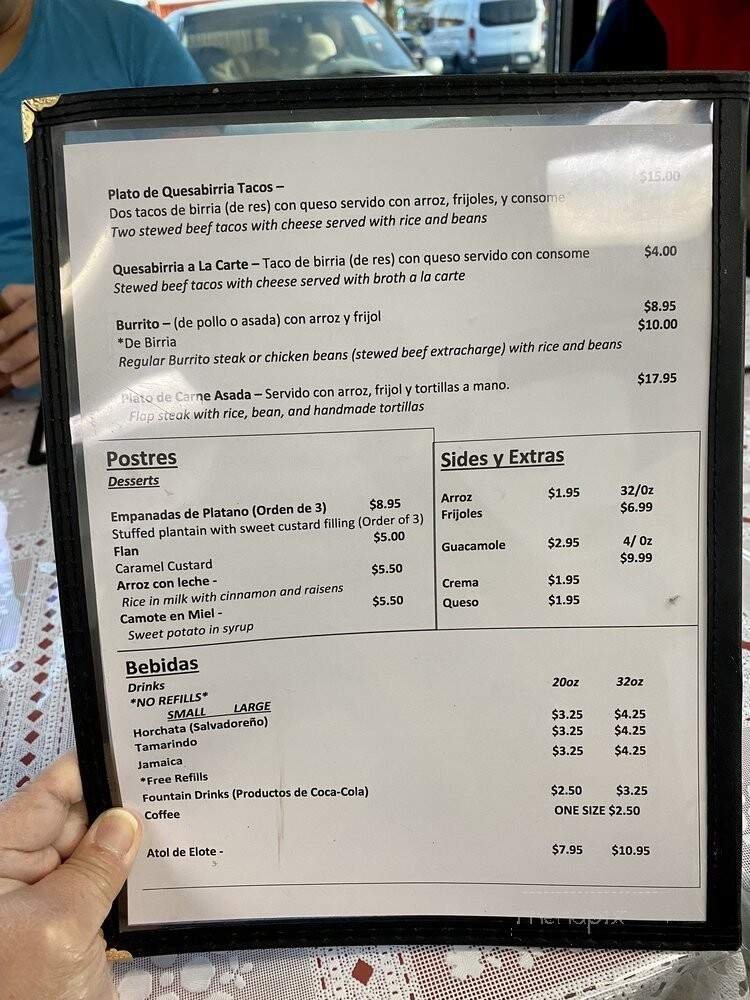 Plato de Quesabirria Tacos – $15.00
Dos tacos de birria (de res) con queso servido con arroz, frijoles, y consome
Two stewed beef tacos with cheese served with rice and beans
Quesabirria a La Carte – Taco de birria (de res) con queso servido con consome $4.00
Stewed beef tacos with cheese served with broth a la carte
Burrito – (de pollo o asada) con arroz y frijol $8.95
*De Birria $10.00
Regular Burrito steak or chicken beans (stewed beef extracharge) with rice and beans
Plato de Carne Asada – Servido con arroz, frijol y tortillas a mano. $17.95
Flap steak with rice, bean, and handmade tortillas
Postres
Desserts
Empanadas de Platano (Orden de 3) $8.95
Stuffed plantain with sweet custard filling (Order of 3)
Flan $5.00
Caramel Custard
Arroz con leche - $5.50
Rice in milk with cinnamon and raisens
Camote en Miel - $5.50
Sweet potato in syrup
Sides y Extras
Arroz $1.95 32/0z
Frijoles $6.99
Guacamole $2.95 4/ 0z
$9.99
Crema $1.95
Queso $1.95
Bebidas
Drinks 20oz 32oz
*NO REFILLS*
SMALL LARGE
Horchata (Salvadoreño) $3.25 $4.25
Tamarindo $3.25 $4.25
Jamaica $3.25 $4.25
*Free Refills
Fountain Drinks (Productos de Coca-Cola) $2.50 $3.25
Coffee ONE SIZE $2.50
Atol de Elote - $7.95 $10.95